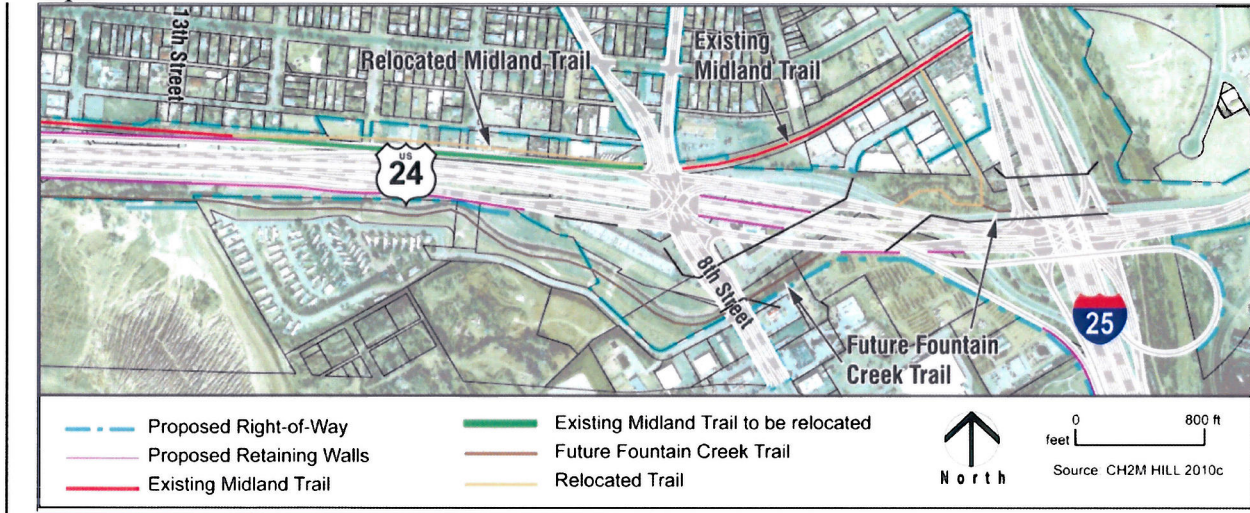 13th Street
Relocated Midland Trail
Existing
Midland Trail
US
24
8th Street
25
Future Fountain
Creek Trail
Proposed Right-of-Way
Proposed Retaining Walls
Existing Midland Trail
Existing Midland Trail to be relocated
Future Fountain Creek Trail
Relocated Trail
North
0 800 ft
feet
Source: CH2M HILL 2010c